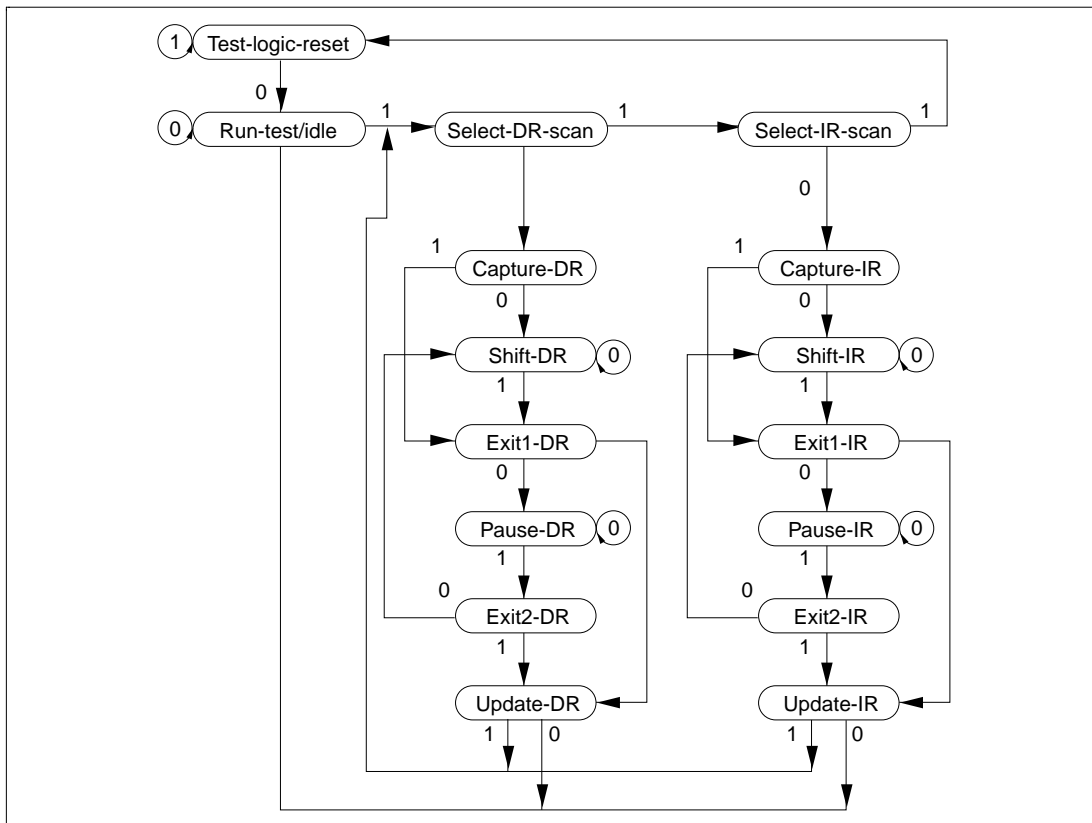 1 Test-logic-reset
0
0 Run-test/idle 1 Select-DR-scan 1 Select-IR-scan 1
0
1 Capture-DR 1 Capture-IR
0 0
Shift-DR 0 Shift-IR 0
1 1
Exit1-DR Exit1-IR
0 0
Pause-DR 0 Pause-IR 0
1 1
0 0
Exit2-DR Exit2-IR
1 1
Update-DR Update-IR
1 0 1 0